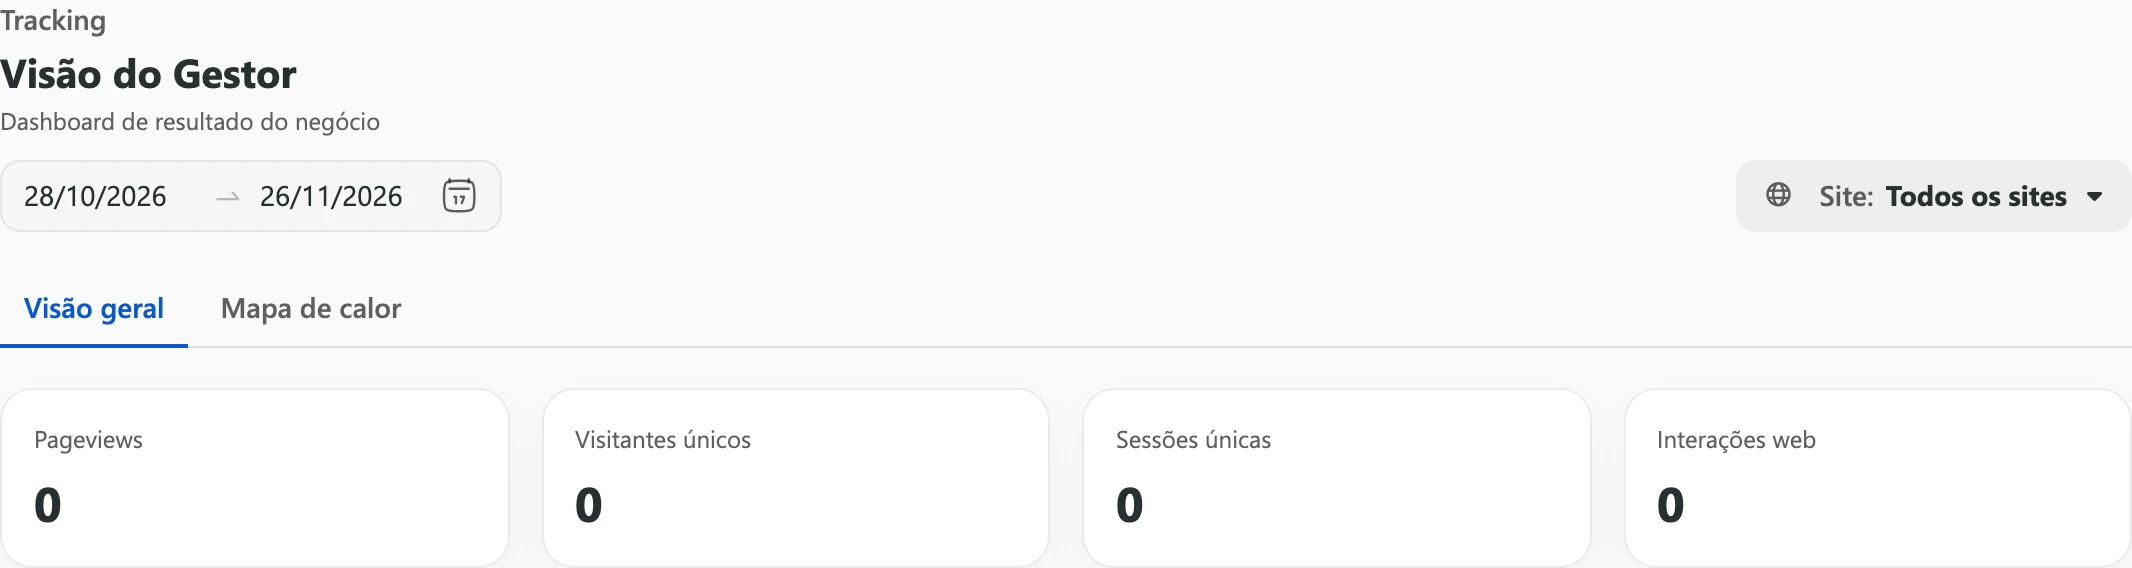 Tracking
Visão do Gestor
Dashboard de resultado do negócio
28/10/2026 → 26/11/2026 17
Site: Todos os sites
Visão geral Mapa de calor
Pageviews Visitantes únicos Sessões únicas Interações web
0 0 0 0